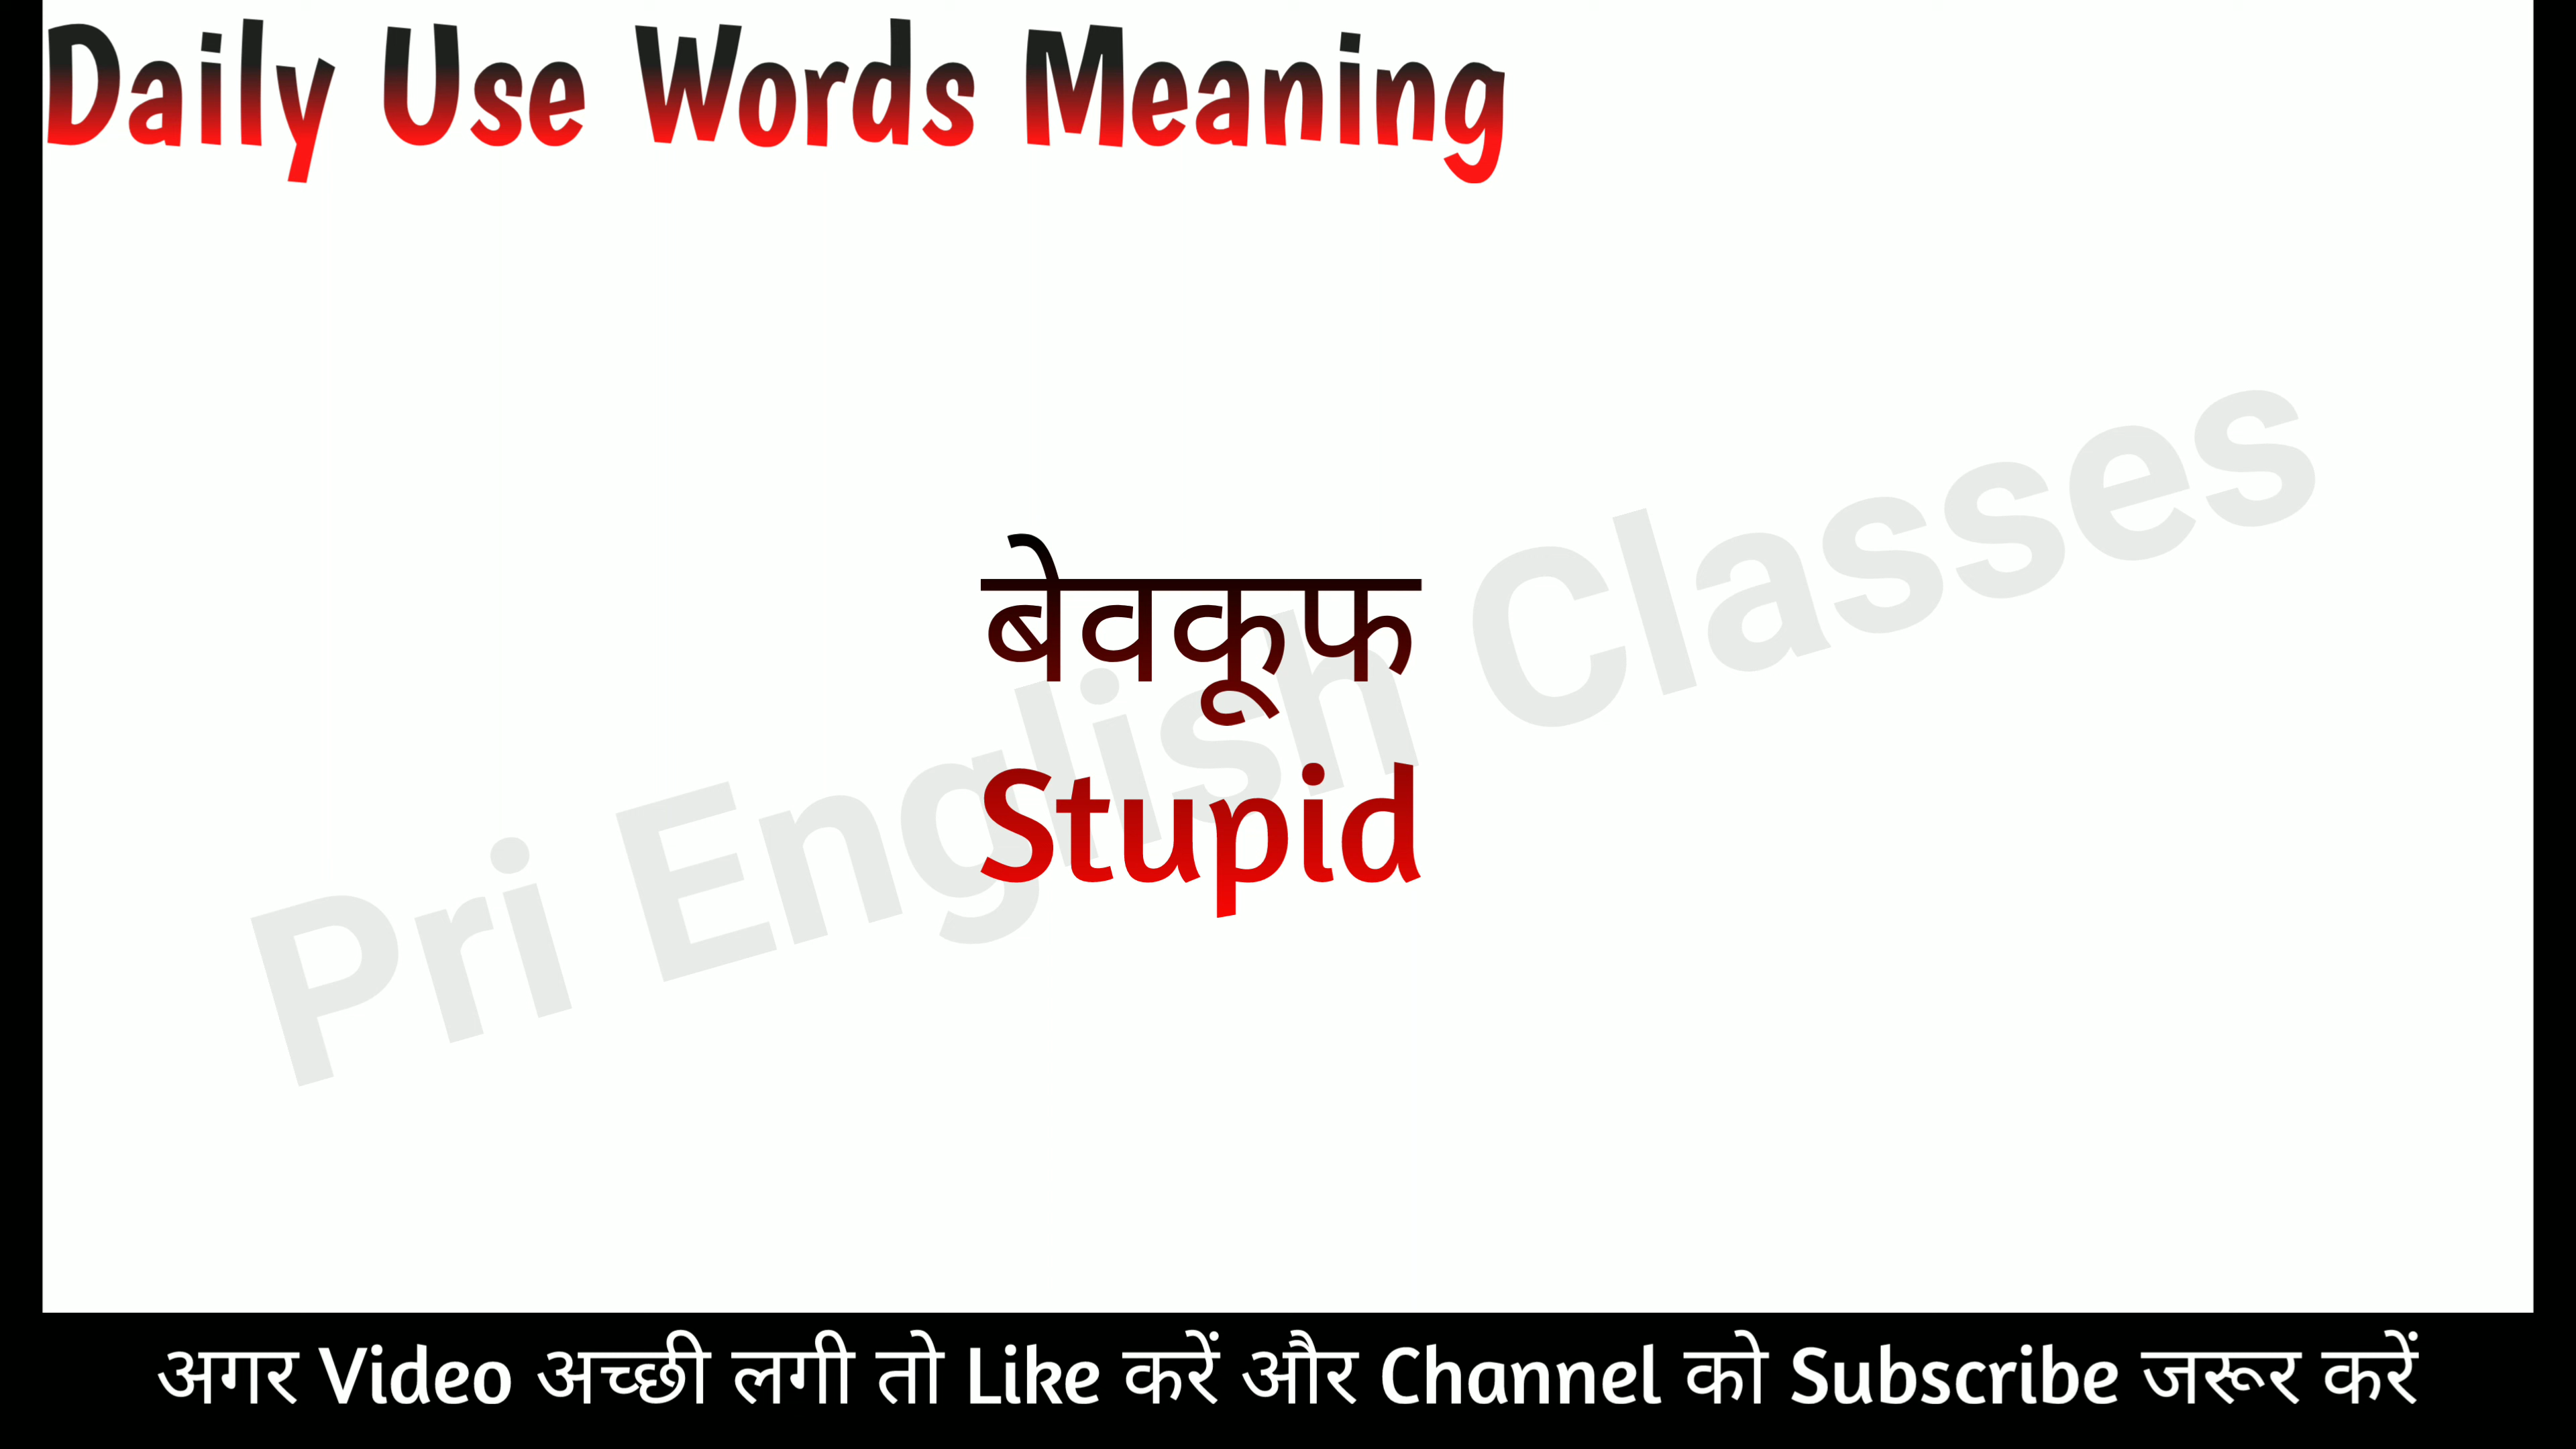 Daily Use Words Meaning
बेवकूफ
Stupid
Pri English Classes
अगर Video अच्छी लगी तो Like करें और Channel को Subscribe जरूर करें